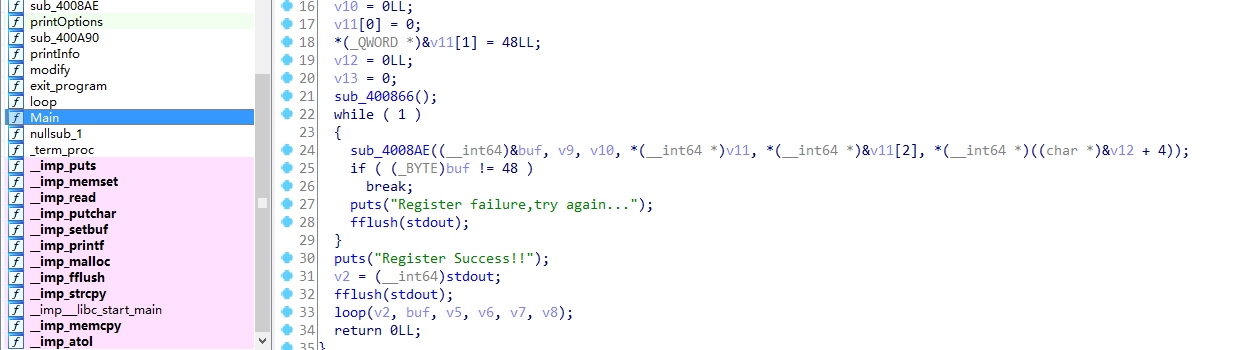 sub_4008AE
printOptions
sub_400A90
printInfo
modify
exit_program
loop
Main
nullsub_1
_term_proc
__imp_puts
__imp_memset
__imp_read
__imp_putchar
__imp_setbuf
__imp_printf
__imp_malloc
__imp_fflush
__imp_strcpy
__imp___libc_start_main
__imp_memcpy
__imp_atol
16 v10 = 0LL;
17 v11[0] = 0;
18 *(_QWORD *)&v11[1] = 48LL;
19 v12 = 0LL;
20 v13 = 0;
21 sub_400866();
22 while ( 1 )
23 {
24 sub_4008AE((__int64)&buf, v9, v10, *(__int64 *)v11, *(__int64 *)&v11[2], *(__int64 *)((char *)&v12 + 4));
25 if ( (_BYTE)buf != 48 )
26 break;
27 puts("Register failure,try again...");
28 fflush(stdout);
29 }
30 puts("Register Success!!");
31 v2 = (__int64)stdout;
32 fflush(stdout);
33 loop(v2, buf, v5, v6, v7, v8);
34 return 0LL;
35 }